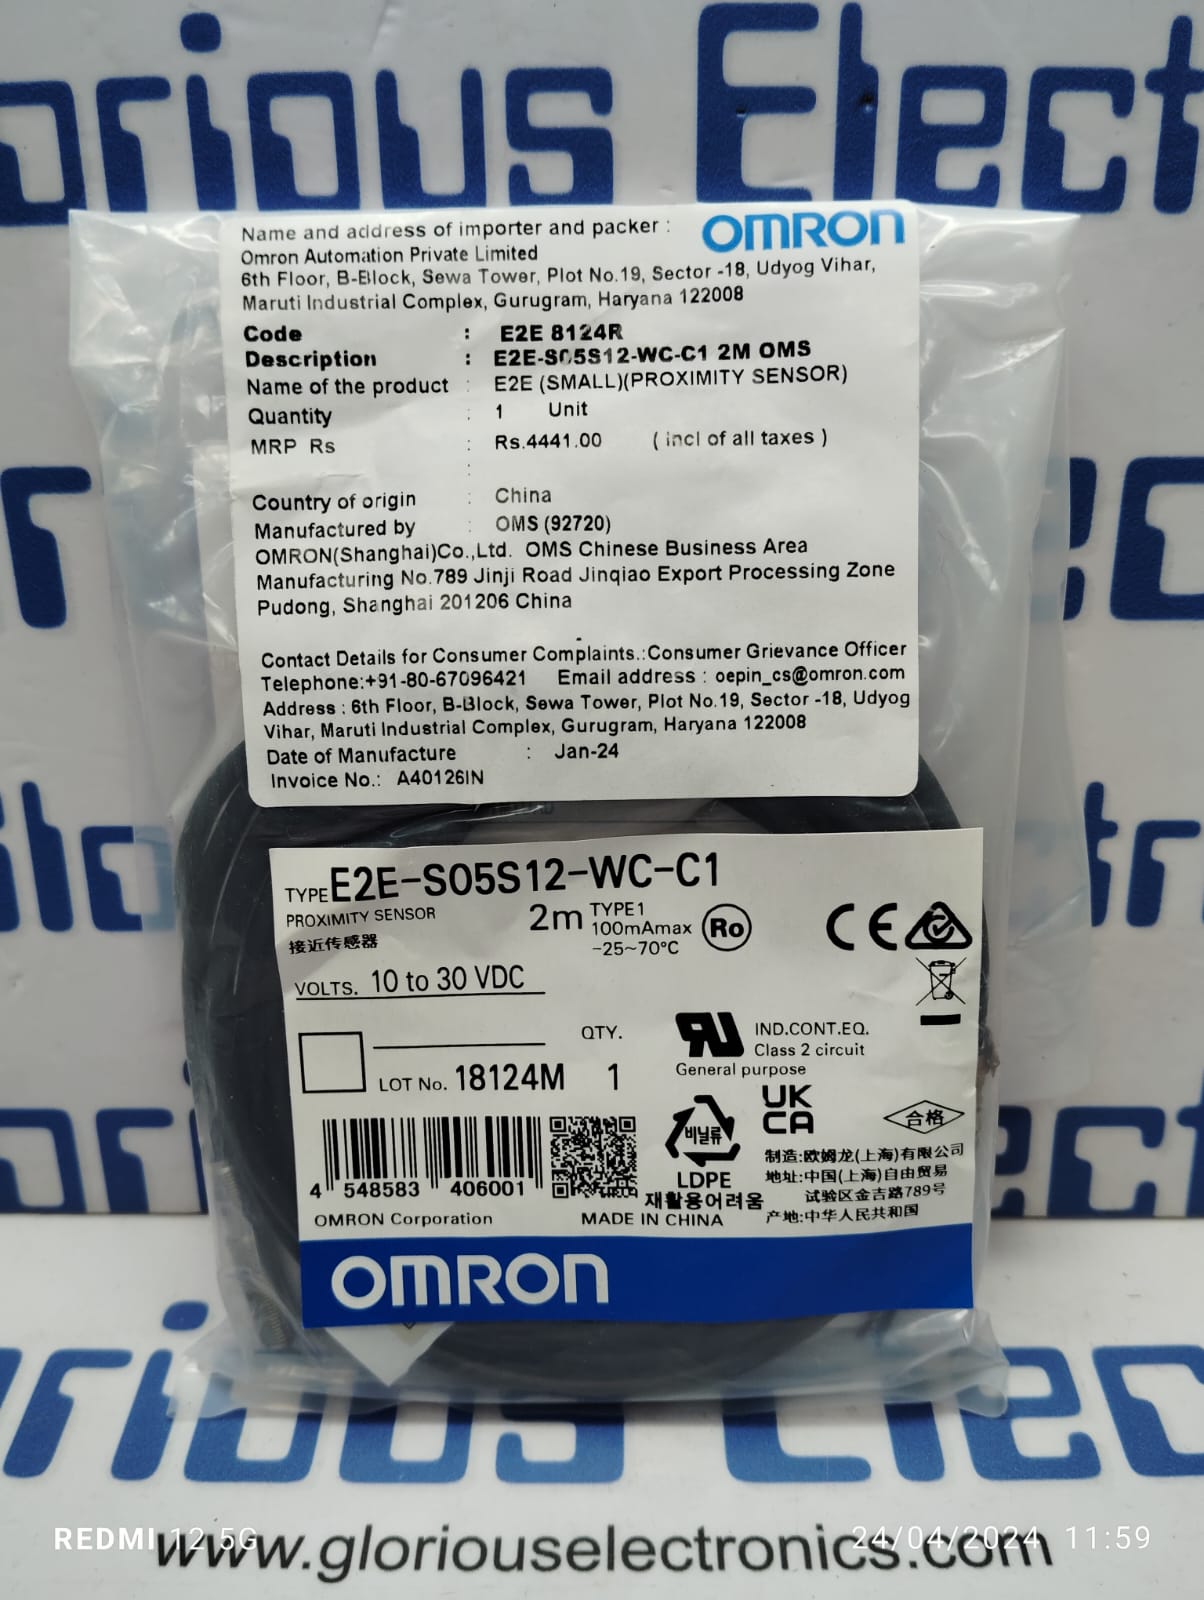 orious Elect
Name and address of importer and packer :
OMRON
Omron Automation Private Limited
6th Floor, B-Block, Sewa Tower, Plot No.19, Sector -18, Udyog Vihar,
Maruti Industrial Complex, Gurugram, Haryana 122008
Code : E2E 8124R
Description : E2E-S05S12-WC-C1 2M OMS
Name of the product : E2E (SMALL)(PROXIMITY SENSOR)
Quantity : 1 Unit
MRP Rs : Rs.4441.00 ( incl of all taxes )
:
Country of origin : China
Manufactured by : OMS (92720)
OMRON(Shanghai)Co.,Ltd. OMS Chinese Business Area
Manufacturing No.789 Jinji Road Jinqiao Export Processing Zone
Pudong, Shanghai 201206 China
Contact Details for Consumer Complaints.:Consumer Grievance Officer
Telephone:+91-80-67096421 Email address : oepin_cs@omron.com
Address : 6th Floor, B-Block, Sewa Tower, Plot No.19, Sector -18, Udyog
Vihar, Maruti Industrial Complex, Gurugram, Haryana 122008
Date of Manufacture : Jan-24
Invoice No.: A40126IN
TYPE E2E-S05S12-WC-C1
PROXIMITY SENSOR
接近传感器
2m
TYPE1
100mAmax
-25~70°C
Ro
CE
VOLTS. 10 to 30 VDC
QTY.
LOT No. 18124M 1
IND.CONT.EQ.
Class 2 circuit
General purpose
UK
CA
合格
비닐류
LDPE
재활용어려움
制造:欧姆龙(上海)有限公司
地址:中国(上海)自由贸易
试验区金吉路789号
产地:中华人民共和国
4 548583 406001
OMRON Corporation MADE IN CHINA
OMRON
orious Elec
www.gloriouselectronics.com
REDMI 12 5G
24/04/2024 11:59